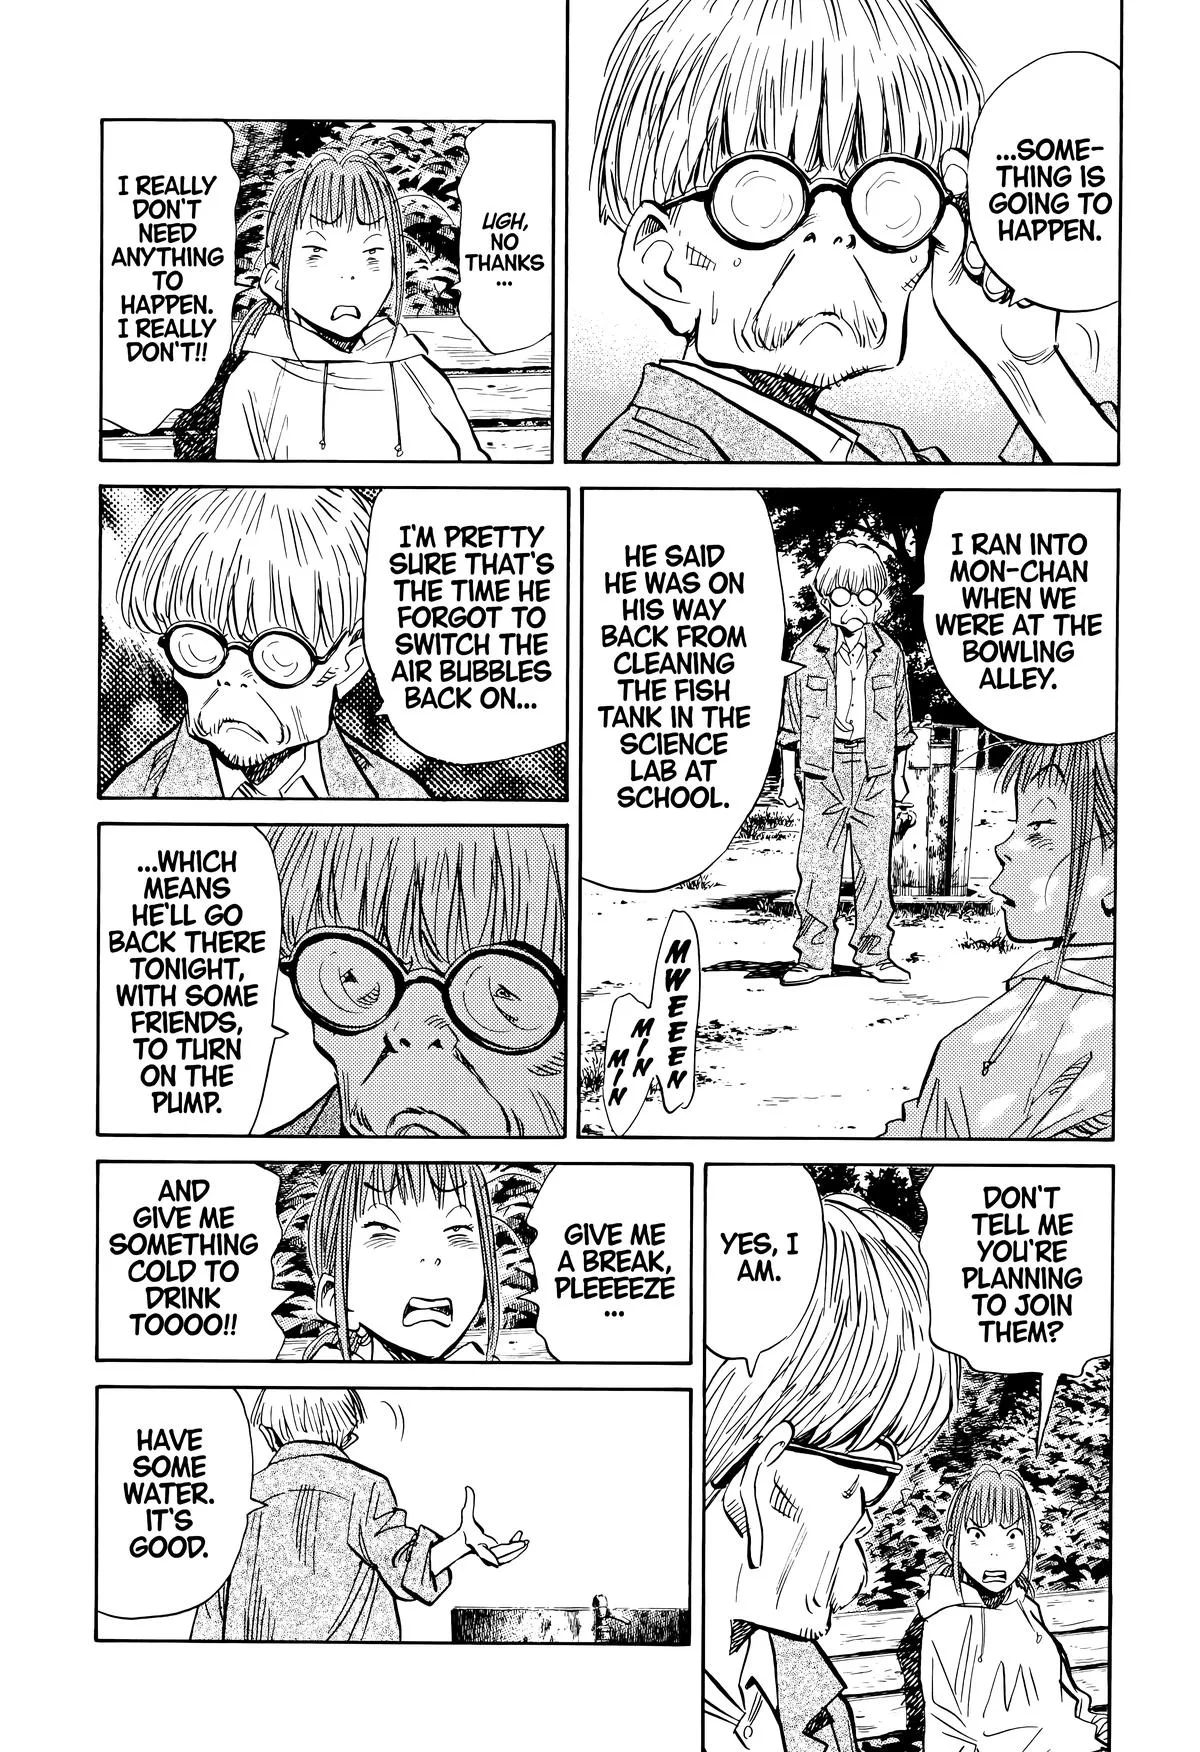 ...SOME-
THING IS
GOING TO
HAPPEN.
UGH,
NO
THANKS
...
I REALLY
DON'T
NEED
ANYTHING
TO
HAPPEN.
I REALLY
DON'T!!
I RAN INTO
MON-CHAN
WHEN WE
WERE AT THE
BOWLING
ALLEY.
HE SAID
HE WAS ON
HIS WAY
BACK FROM
CLEANING
THE FISH
TANK IN THE
SCIENCE
LAB AT
SCHOOL.
MWEEEN
MIN
MIN
I'M PRETTY
SURE THAT'S
THE TIME HE
FORGOT TO
SWITCH THE
AIR BUBBLES
BACK ON...
...WHICH
MEANS
HE'LL GO
BACK THERE
TONIGHT,
WITH SOME
FRIENDS,
TO TURN
ON THE
PUMP.
DON'T
TELL ME
YOU'RE
PLANNING
TO JOIN
THEM?
YES, I
AM.
GIVE ME
A BREAK,
PLEEEEZE
...
AND
GIVE ME
SOMETHING
COLD TO
DRINK
TOOOO!!
HAVE
SOME
WATER.
IT'S
GOOD.